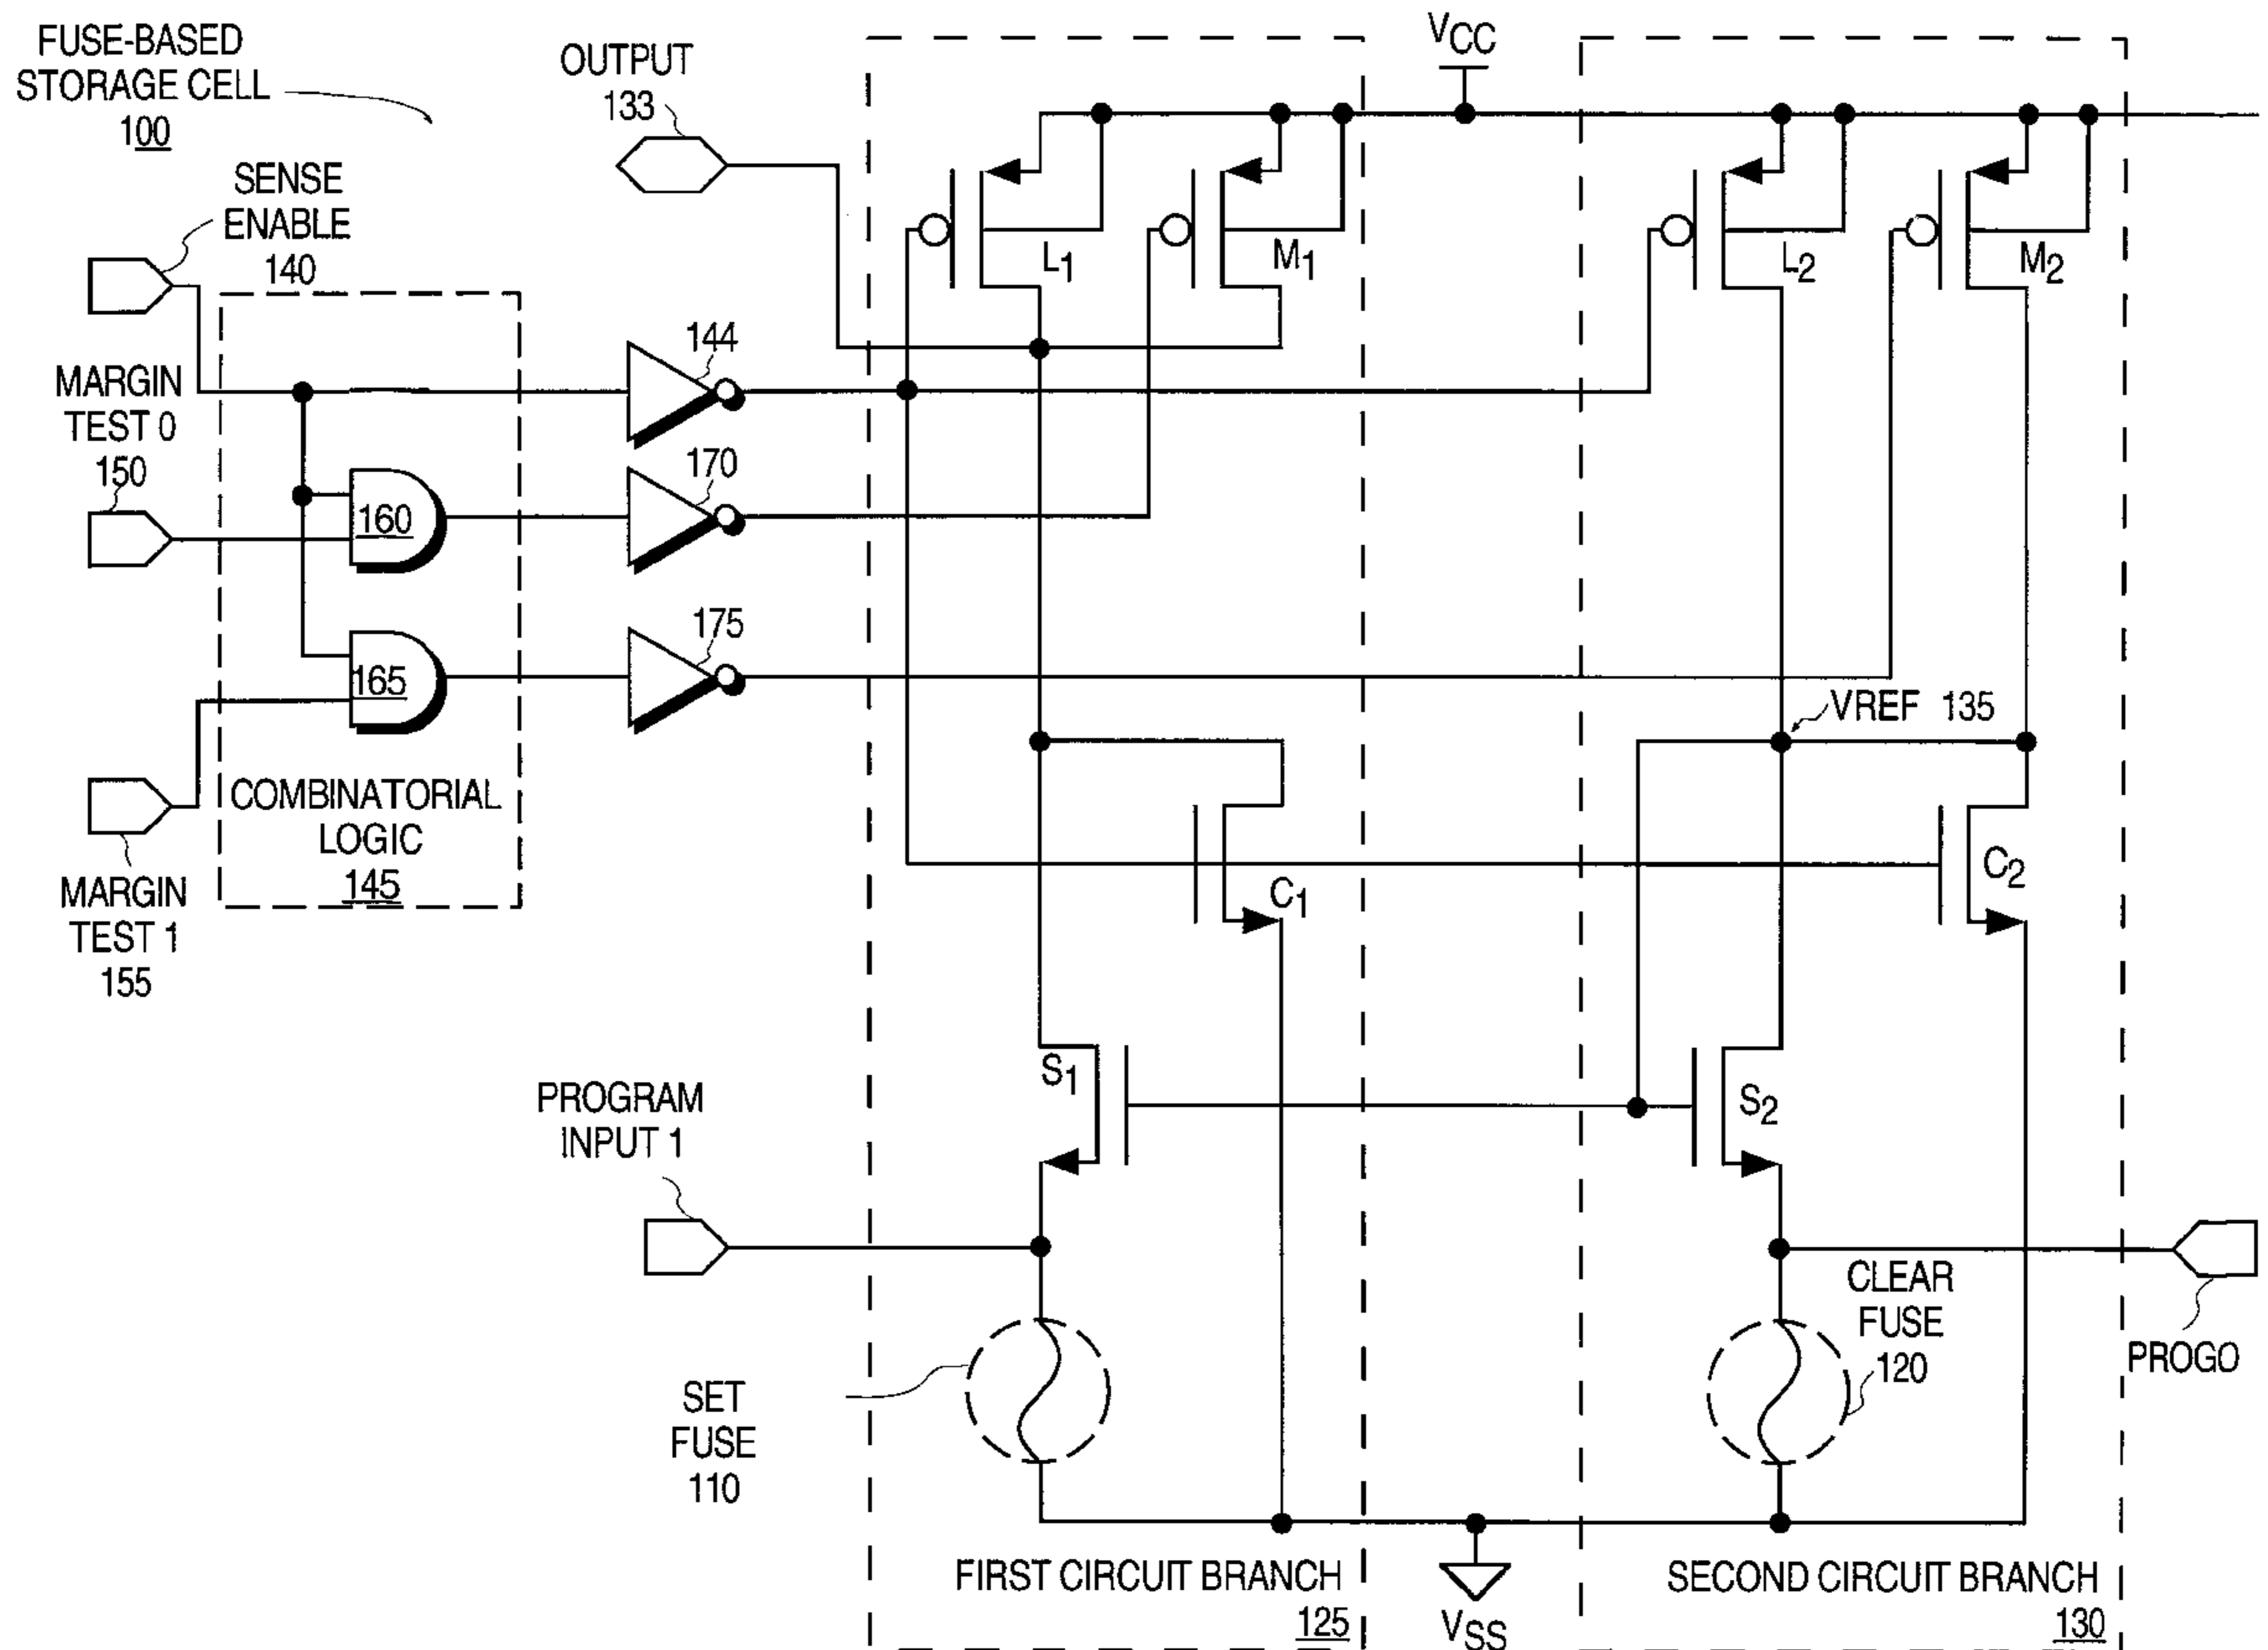 FUSE-BASED
STORAGE CELL
100
OUTPUT
133
VCC
SENSE
ENABLE
140
L1
M1
L2
M2
144
MARGIN
TEST 0
150
170
160
175
165
VREF 135
COMBINATORIAL
LOGIC
145
MARGIN
TEST 1
155
C1
C2
S1
S2
PROGRAM
INPUT 1
CLEAR
FUSE
120
PROGO
SET
FUSE
110
FIRST CIRCUIT BRANCH
125
VSS
SECOND CIRCUIT BRANCH
130